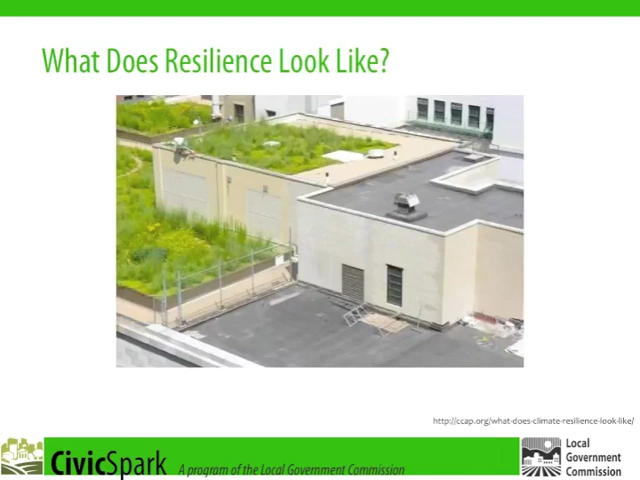 What Does Resilience Look Like?
http://ccap.org/what-does-climate-resilience-look-like/
CivicSpark A program of the Local Government Commission
Local
Government
Commission